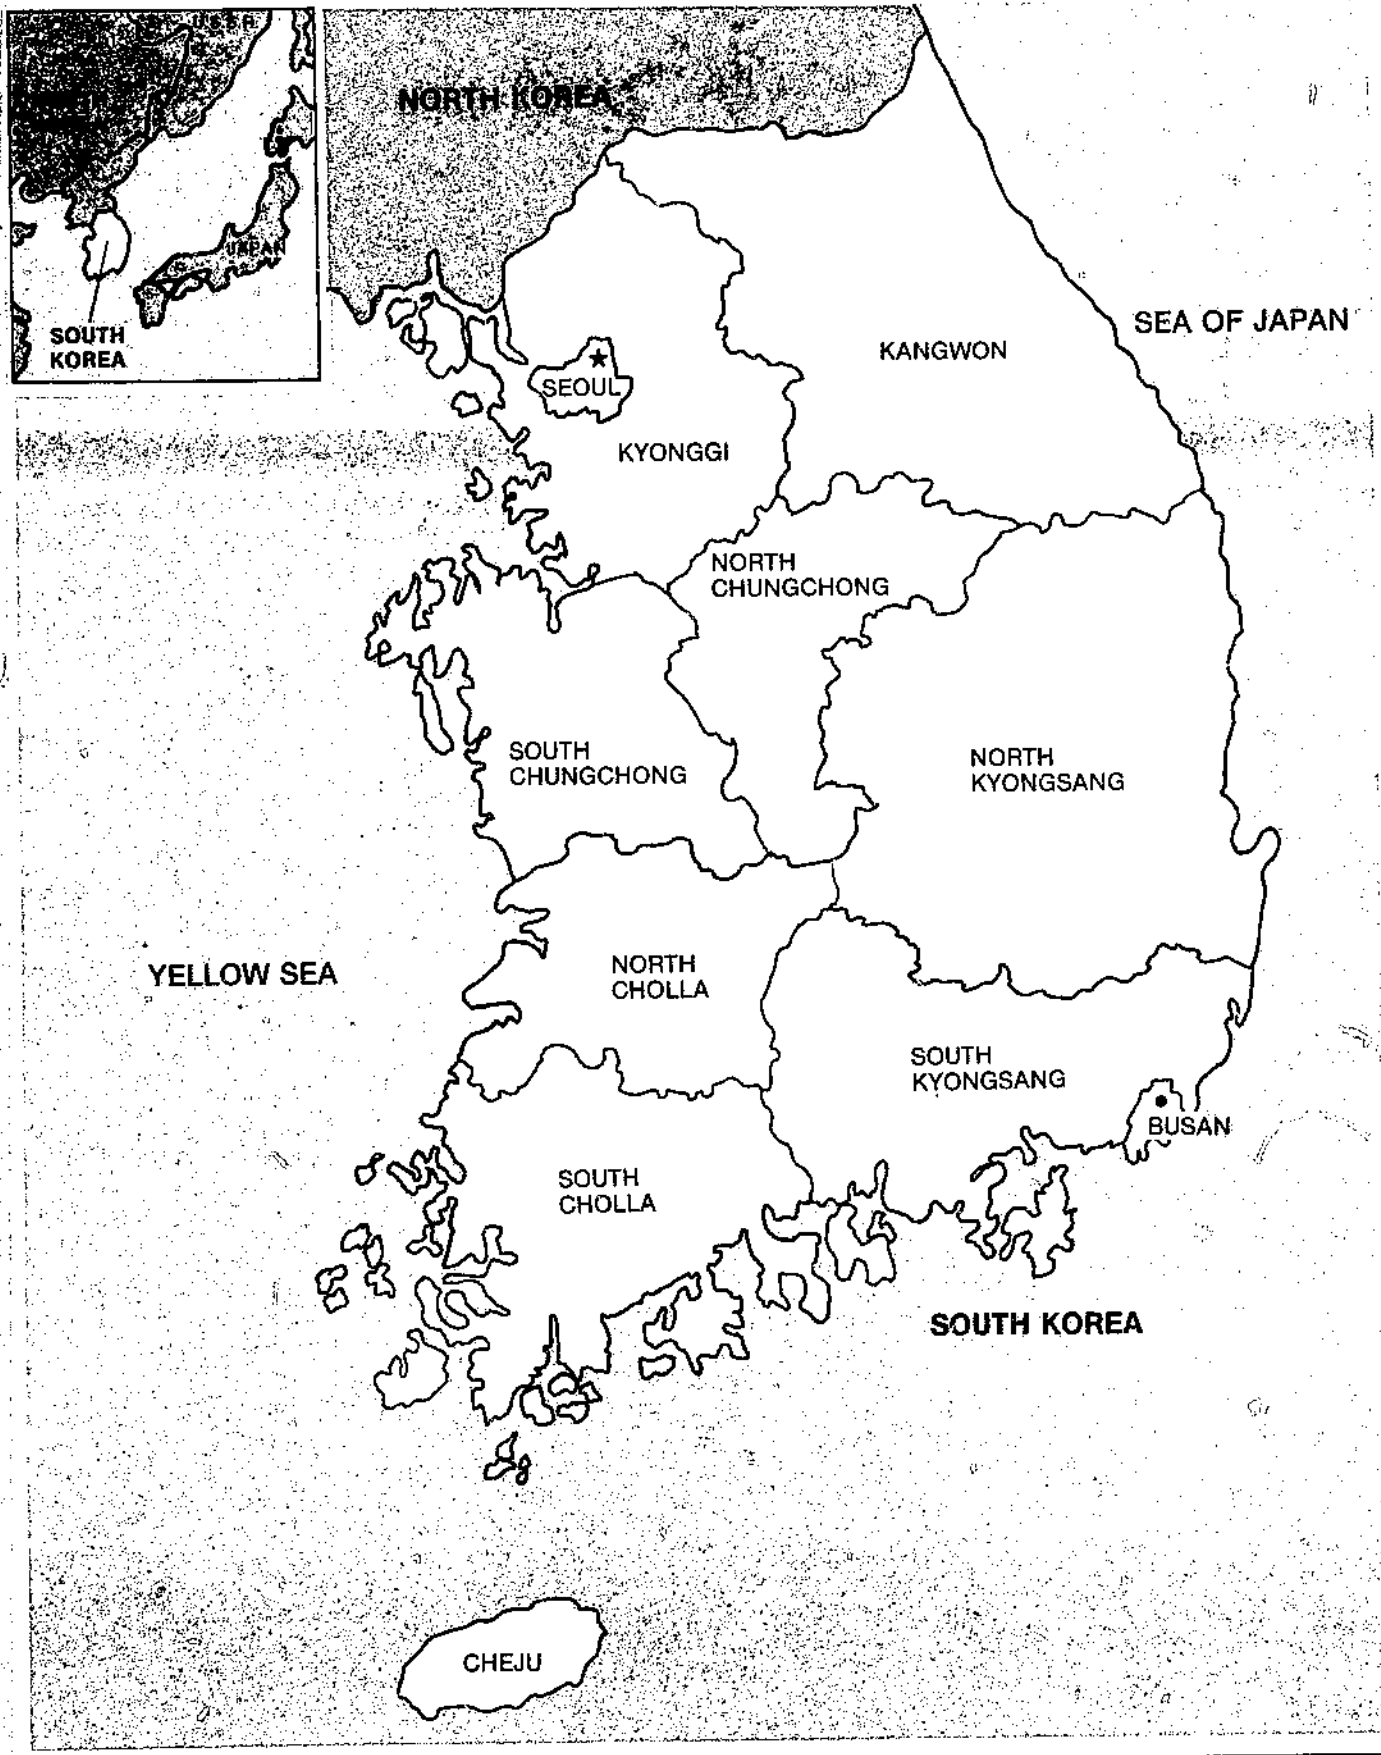 U.S.S.R.
NORTH KOREA
JAPAN
SOUTH
KOREA
SEA OF JAPAN
KANGWON
SEOUL
KYONGGI
NORTH
CHUNGCHONG
SOUTH
CHUNGCHONG
NORTH
KYONGSANG
YELLOW SEA
NORTH
CHOLLA
SOUTH
KYONGSANG
BUSAN
SOUTH
CHOLLA
SOUTH KOREA
CHEJU